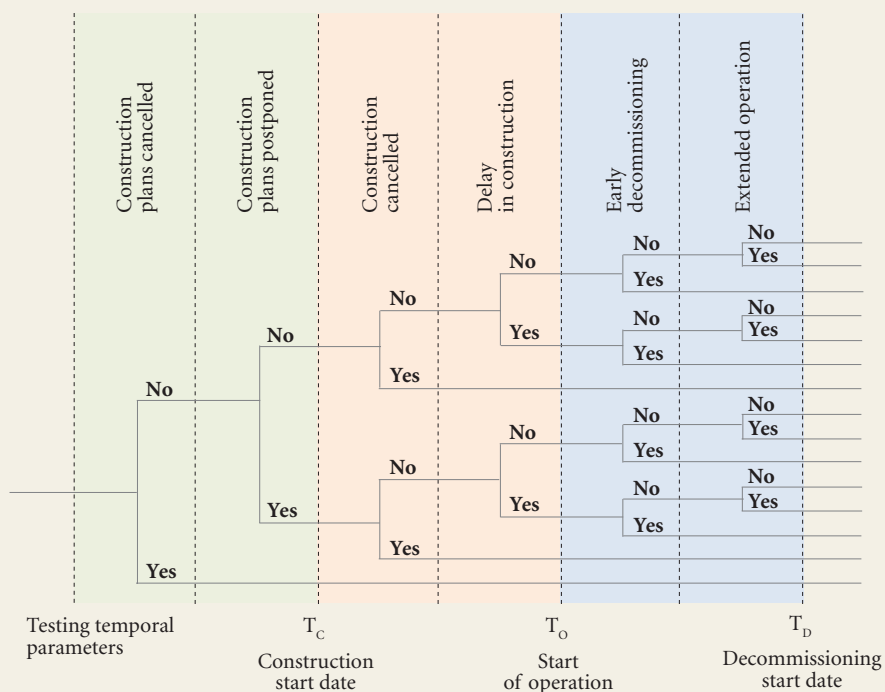 Construction
plans cancelled
Construction
plans postponed
Construction
cancelled
Delay
in construction
Early
decommissioning
Extended operation
No
Yes
No
Yes
No
Yes
No
Yes
No
Yes
No
Yes
No
Yes
No
Yes
No
Yes
No
Yes
No
Yes
No
Yes
No
Yes
No
Yes
No
Yes
No
Yes
Testing temporal
parameters
T_C
Construction
start date
T_O
Start
of operation
T_D
Decommissioning
start date